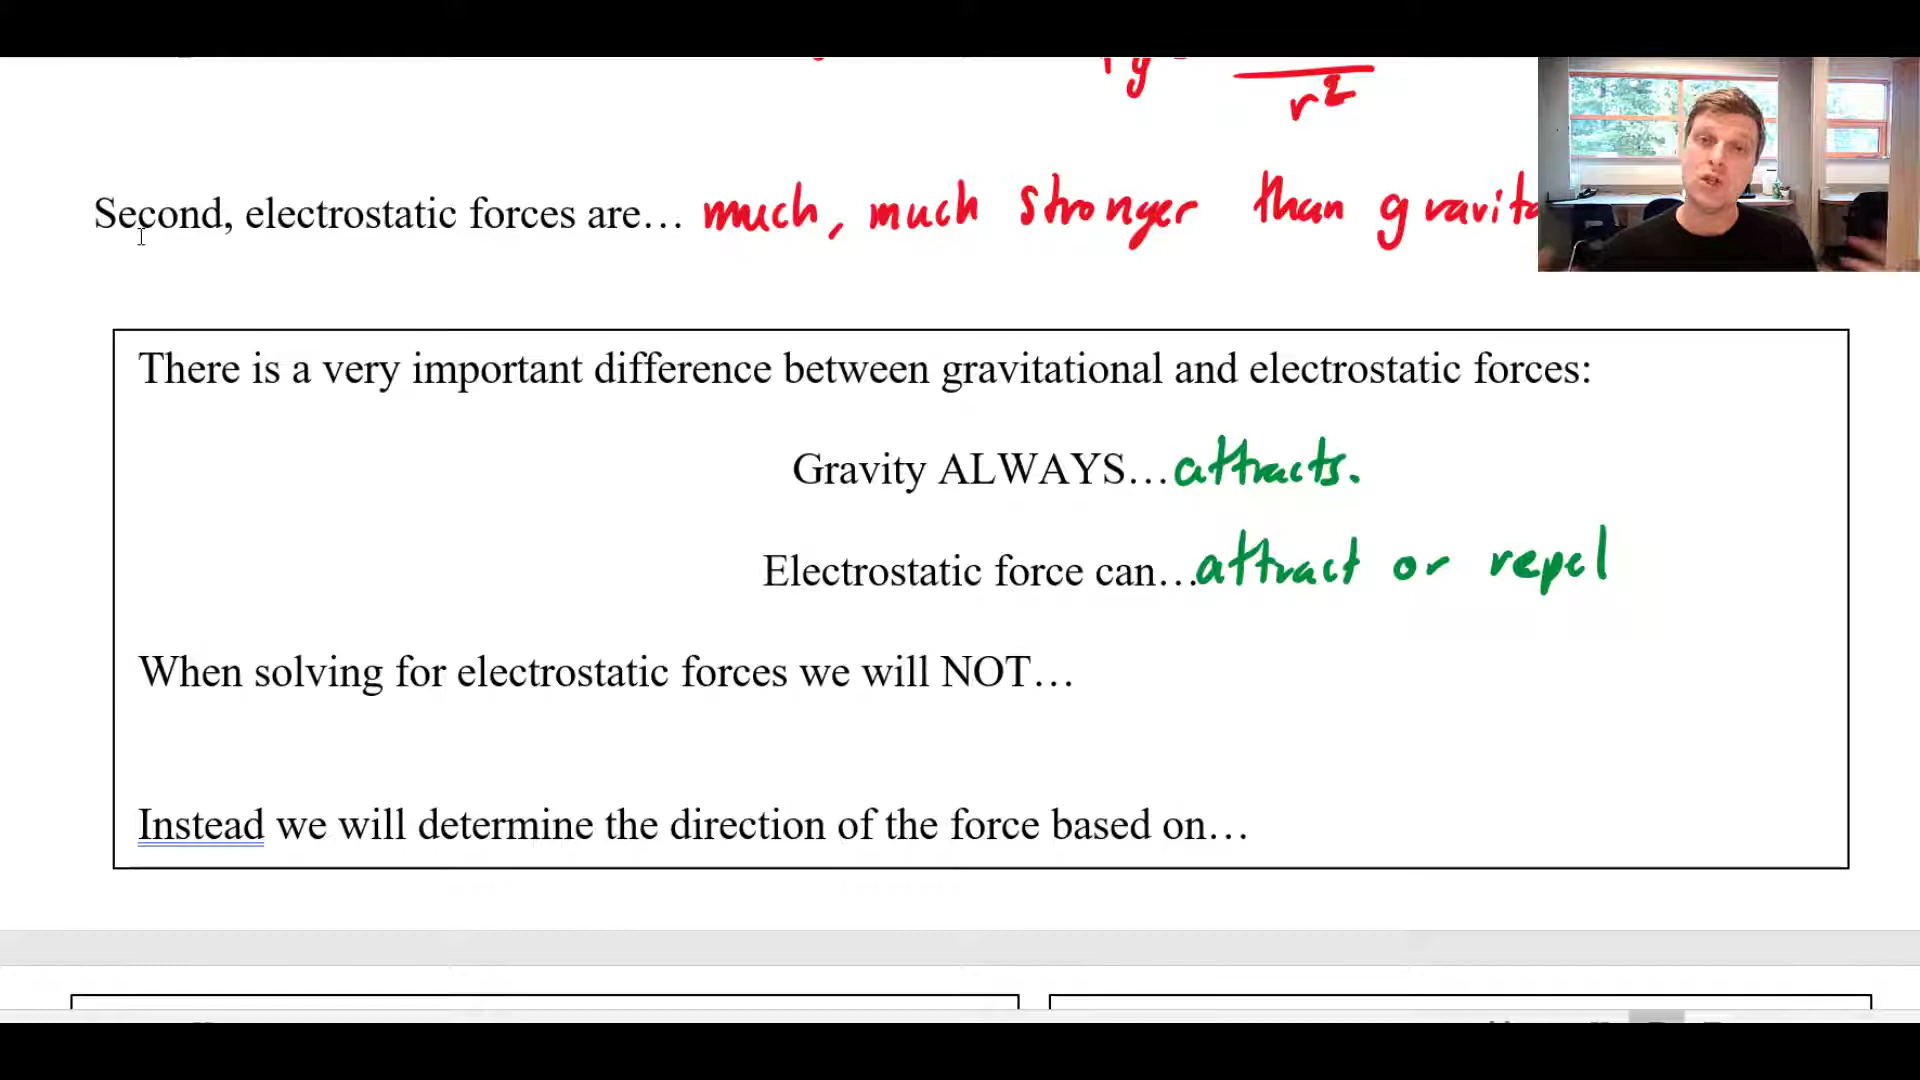 r²
Second, electrostatic forces are… much, much stronger than gravita
There is a very important difference between gravitational and electrostatic forces:
Gravity ALWAYS… attracts.
Electrostatic force can… attract or repel
When solving for electrostatic forces we will NOT…
Instead we will determine the direction of the force based on…